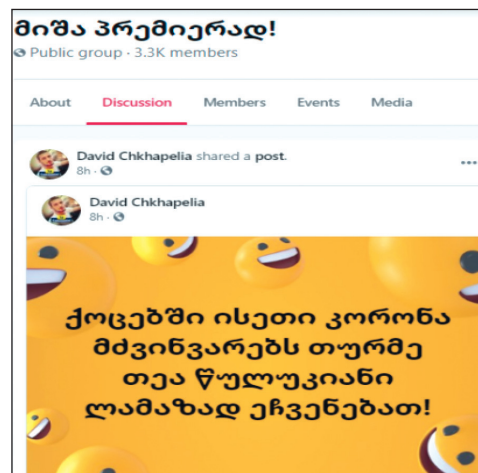 მიშა პრემიერად!
Public group · 3.3K members
About Discussion Members Events Media
David Chkhapelia shared a post.
8h ·
David Chkhapelia
8h ·
ქოცებში ისეთი კორონა
მძვინვარებს თურმე
თეა წულუკიანი
ლამაზად ეჩვენებათ!